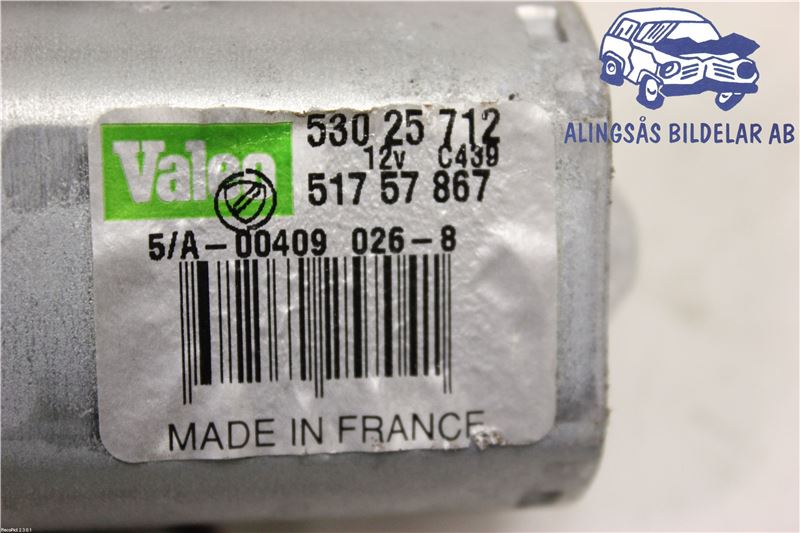 ALINGSÅS BILDELAR AB
Valeo
530 25 712
12v C439
517 57 867
5/A-00409 026-8
MADE IN FRANCE